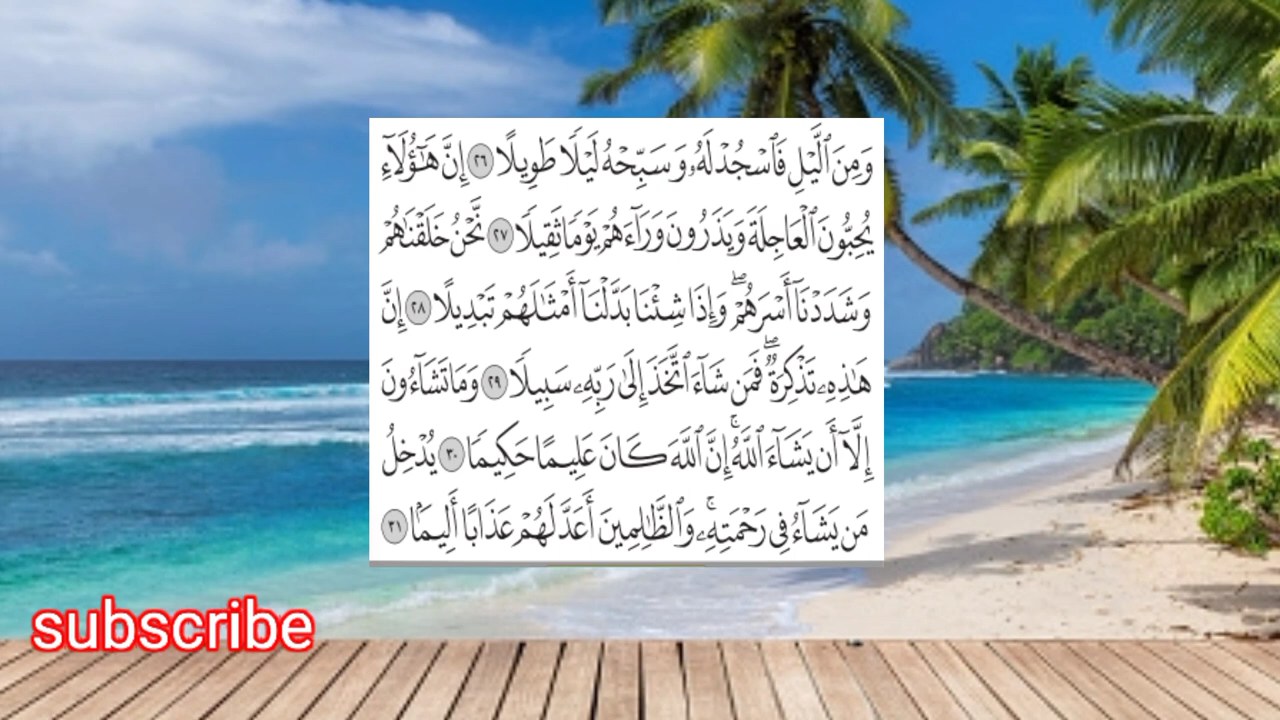 وَمِنَ ٱلَّيْلِ فَٱسْجُدْ لَهُۥ وَسَبِّحْهُ لَيْلًا طَوِيلًا ٢٦ إِنَّ هَٰٓؤُلَآءِ
يُحِبُّونَ ٱلْعَاجِلَةَ وَيَذَرُونَ وَرَآءَهُمْ يَوْمًا ثَقِيلًا ٢٧ نَّحْنُ خَلَقْنَٰهُمْ
وَشَدَدْنَآ أَسْرَهُمْ ۖ وَإِذَا شِئْنَا بَدَّلْنَآ أَمْثَٰلَهُمْ تَبْدِيلًا ٢٨ إِنَّ
هَٰذِهِۦ تَذْكِرَةٌ ۖ فَمَن شَآءَ ٱتَّخَذَ إِلَىٰ رَبِّهِۦ سَبِيلًا ٢٩ وَمَا تَشَآءُونَ
إِلَّآ أَن يَشَآءَ ٱللَّهُ ۚ إِنَّ ٱللَّهَ كَانَ عَلِيمًا حَكِيمًا ٣٠ يُدْخِلُ
مَن يَشَآءُ فِى رَحْمَتِهِۦ ۚ وَٱلظَّٰلِمِينَ أَعَدَّ لَهُمْ عَذَابًا أَلِيمًۢا ٣١
subscribe